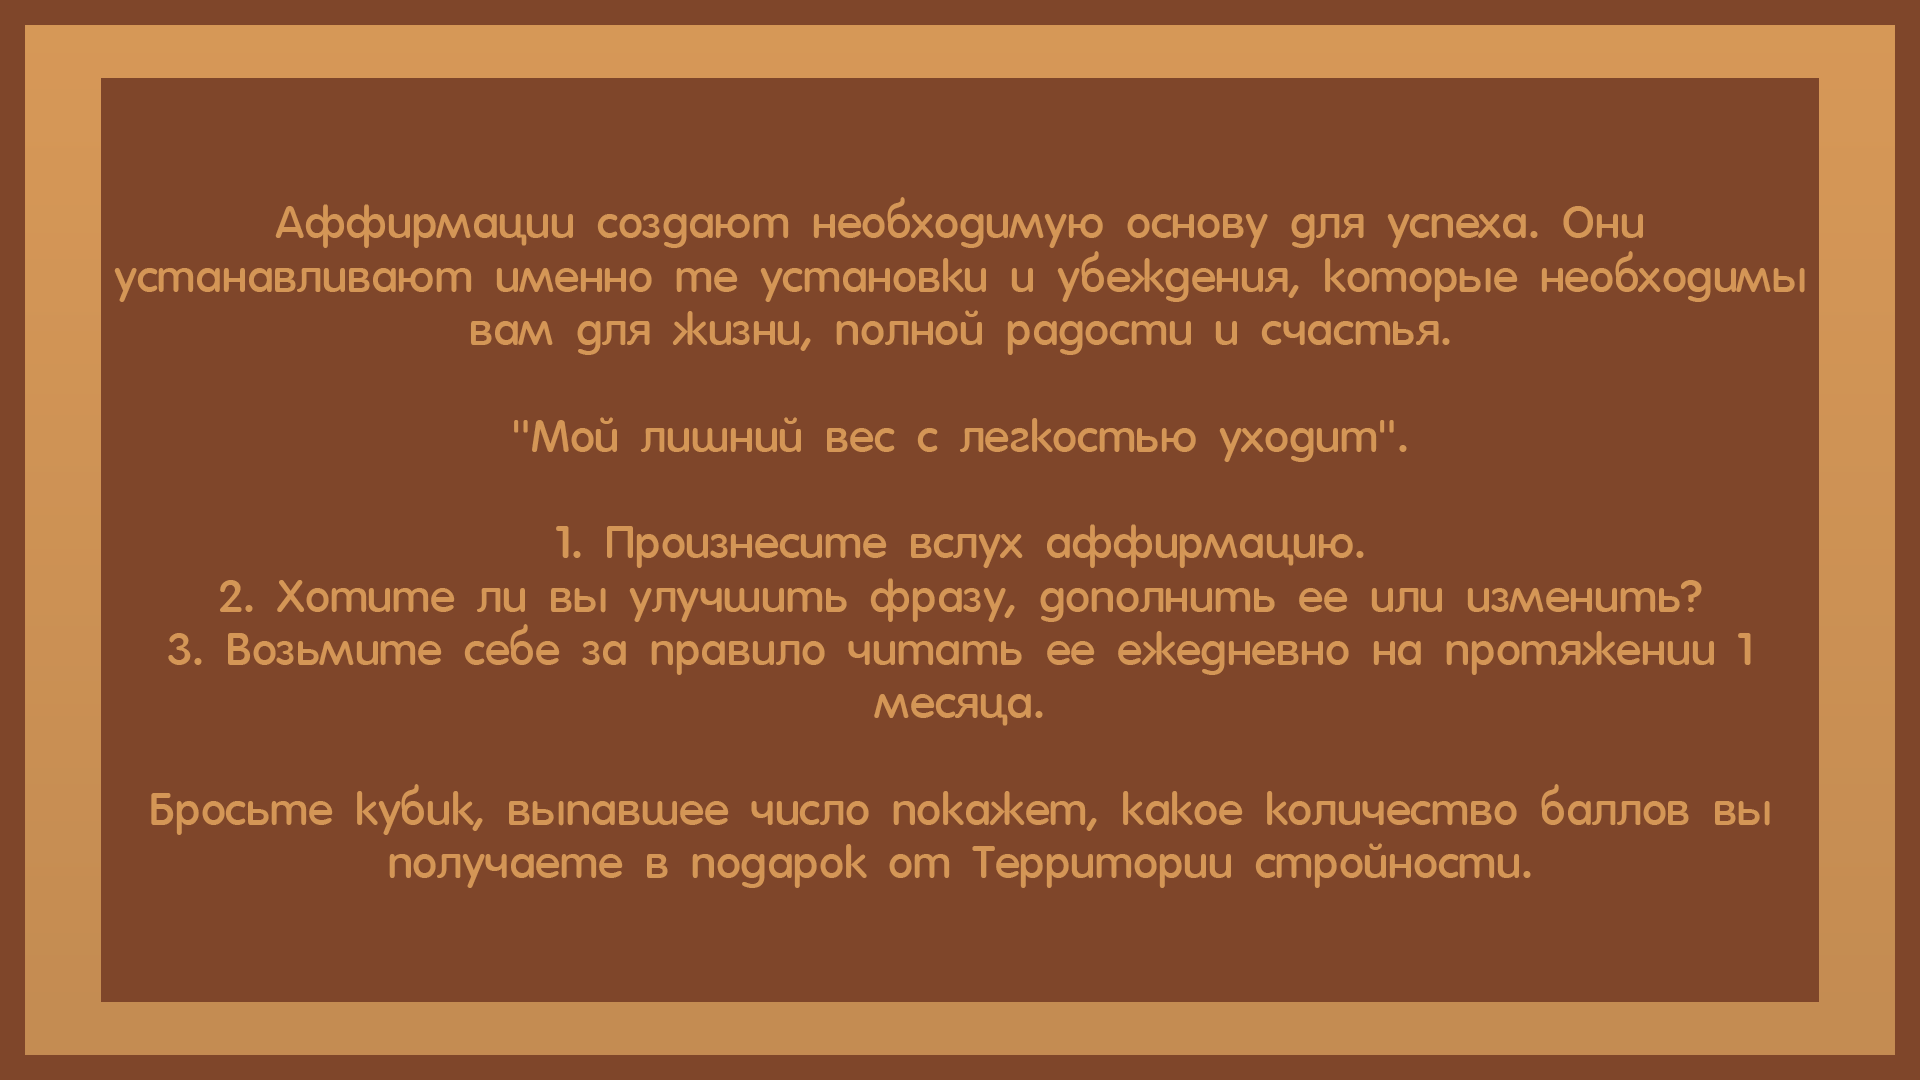 Аффирмации создают необходимую основу для успеха. Они
устанавливают именно те установки и убеждения, которые необходимы
вам для жизни, полной радости и счастья.
"Мой лишний вес с легкостью уходит".
1. Произнесите вслух аффирмацию.
2. Хотите ли вы улучшить фразу, дополнить ее или изменить?
3. Возьмите себе за правило читать ее ежедневно на протяжении 1
месяца.
Бросьте кубик, выпавшее число покажет, какое количество баллов вы
получаете в подарок от Территории стройности.